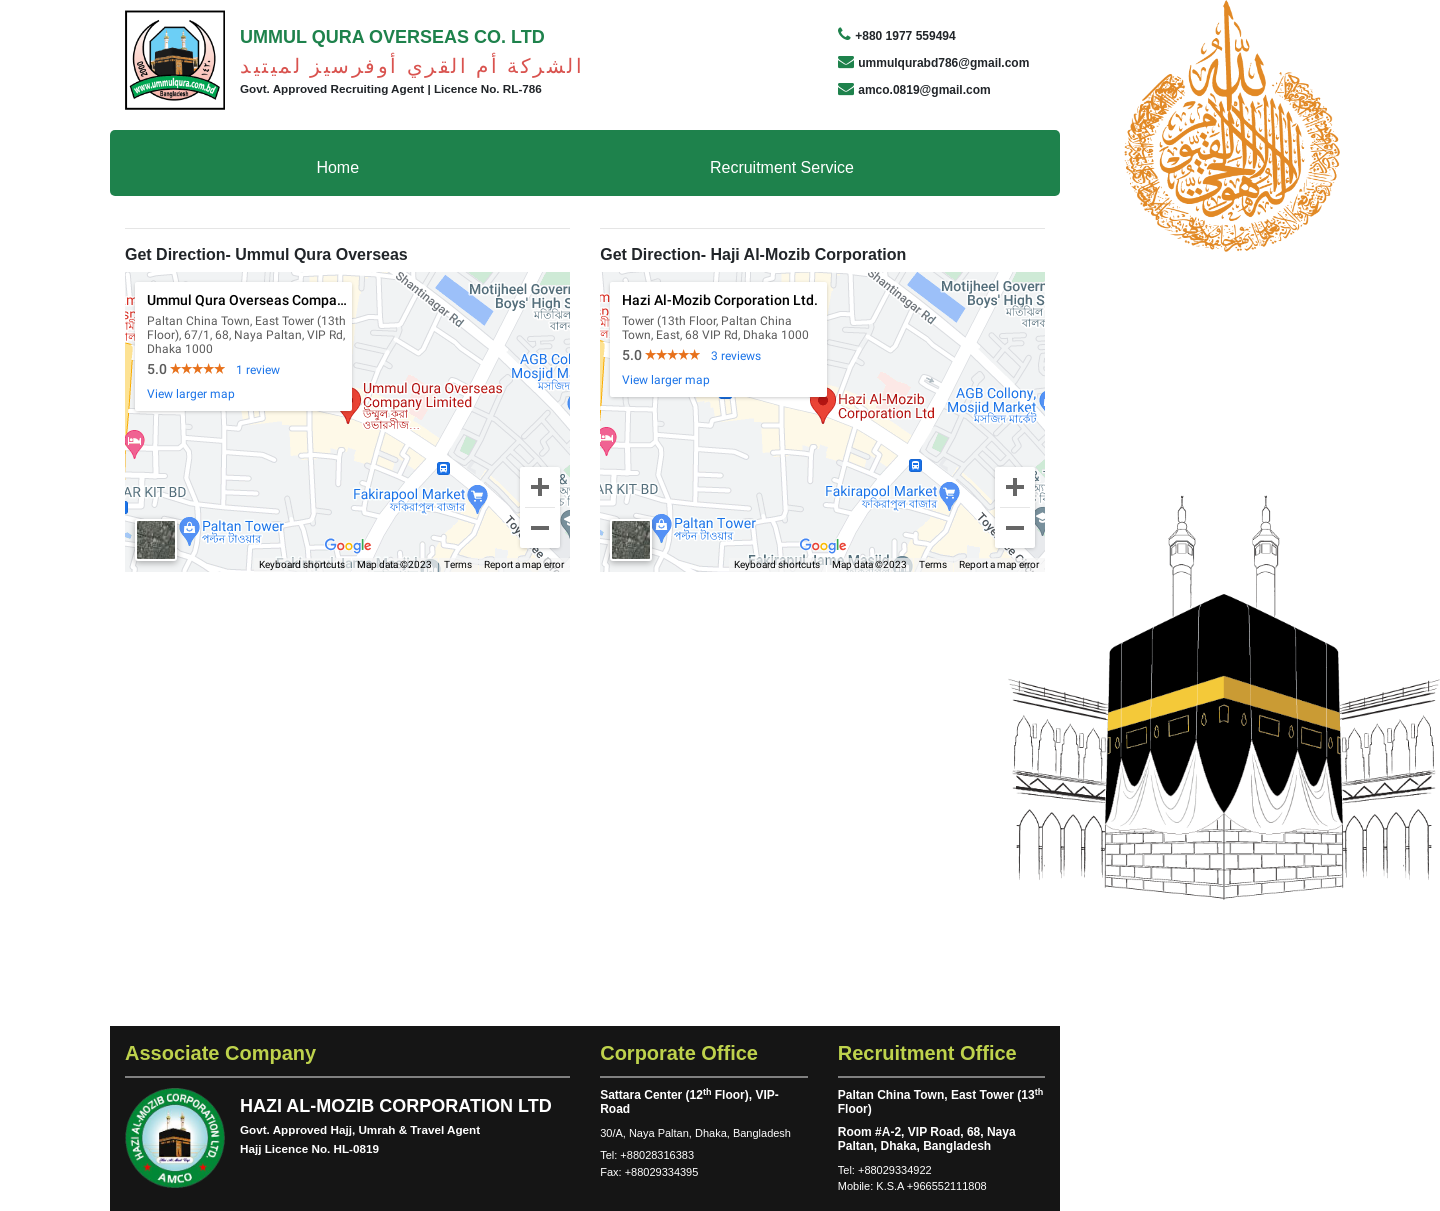 UMMUL QURA OVERSEAS CO. LTD
الشركة أم القري أوفرسيز لميتيد
Govt. Approved Recruiting Agent | Licence No. RL-786
www.ummulqura.com.bd
Bangladesh
+880 1977 559494
ummulqurabd786@gmail.com
amco.0819@gmail.com
Home
Recruitment Service
Get Direction- Ummul Qura Overseas
Ummul Qura Overseas Compa...
Paltan China Town, East Tower (13th
Floor), 67/1, 68, Naya Paltan, VIP Rd,
Dhaka 1000
5.0
1 review
View larger map
Shantinagar Rd
Motijheel Govern
Boys' High S
মতিঝিল
বালক
AGB Colo
Mosjid Mar
মসজিদ
Ummul Qura Overseas
Company Limited
উম্মুল কুরা
ওভারসীজ...
AR KIT BD
Fakirapool Market
ফকিরাপুল বাজার
Paltan Tower
পল্টন টাওয়ার
Toyenbee
Google
Keyboard shortcuts
Map data ©2023
Terms
Report a map error
Get Direction- Haji Al-Mozib Corporation
Hazi Al-Mozib Corporation Ltd.
Tower (13th Floor, Paltan China
Town, East, 68 VIP Rd, Dhaka 1000
5.0
3 reviews
View larger map
Shantinagar Rd
Motijheel Govern
Boys' High S
মতিঝিল
বালক
AGB Colony,
Mosjid Market
মসজিদ মার্কেট
Hazi Al-Mozib
Corporation Ltd
AR KIT BD
Fakirapool Market
ফকিরাপুল বাজার
Paltan Tower
পল্টন টাওয়ার
Fakirapul Jame Masjid
Google
Keyboard shortcuts
Map data ©2023
Terms
Report a map error
Associate Company
HAZI AL-MOZIB CORPORATION LTD.
AMCO
HAZI AL-MOZIB CORPORATION LTD
Govt. Approved Hajj, Umrah & Travel Agent
Hajj Licence No. HL-0819
Corporate Office
Sattara Center (12th Floor), VIP-
Road
30/A, Naya Paltan, Dhaka, Bangladesh
Tel: +88028316383
Fax: +88029334395
Recruitment Office
Paltan China Town, East Tower (13th
Floor)
Room #A-2, VIP Road, 68, Naya
Paltan, Dhaka, Bangladesh
Tel: +88029334922
Mobile: K.S.A +966552111808